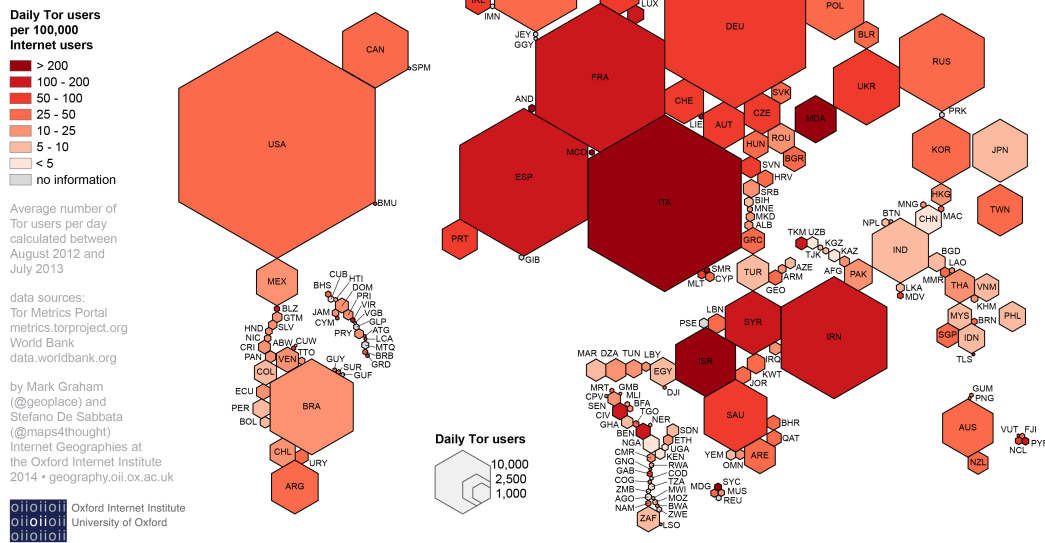 Daily Tor users
per 100,000
Internet users
> 200
100 - 200
50 - 100
25 - 50
10 - 25
5 - 10
< 5
no information
Average number of
Tor users per day
calculated between
August 2012 and
July 2013
data sources:
Tor Metrics Portal
metrics.torproject.org
World Bank
data.worldbank.org
by Mark Graham
(@geoplace) and
Stefano De Sabbata
(@maps4thought)
Internet Geographies at
the Oxford Internet Institute
2014 • geography.oii.ox.ac.uk
oiioiioii
oiioiioii
oiioiioii
Oxford Internet Institute
University of Oxford
CAN
SPM
USA
BMU
MEX
BLZ
GTM
SLV
HND
NIC
CRI
PAN
ABW
CUW
TTO
VEN
COL
ECU
PER
BOL
BRA
CHL
URY
ARG
GUY
SUR
GUF
CUB
BHS
HTI
DOM
PRI
VIR
VGB
GLP
ATG
LCA
MTQ
BRB
GRD
JAM
CYM
PRY
IRL
IMN
JEY
GGY
LUX
DEU
POL
BLR
RUS
PRK
UKR
FRA
AND
MCO
CHE
LIE
AUT
SVK
CZE
MDA
HUN
ROU
BGR
SVN
HRV
SRB
BIH
MNE
MKD
ALB
GRC
ESP
PRT
GIB
ITA
SMR
MLT
CYP
TUR
AZE
ARM
GEO
TKM
UZB
TJK
KGZ
KAZ
AFG
PAK
KOR
JPN
HKG
MAC
MNG
CHN
TWN
BTN
NPL
IND
LKA
MDV
BGD
LAO
MMR
THA
VNM
KHM
MYS
BRN
PHL
SGP
IDN
TLS
LBN
PSE
SYR
IRN
ISR
IRQ
KWT
JOR
SAU
BHR
QAT
ARE
YEM
OMN
MAR
DZA
TUN
LBY
EGY
DJI
MRT
GMB
CPV
MLI
SEN
BFA
CIV
TGO
GHA
NER
BEN
NGA
SDN
ETH
UGA
CMR
KEN
GNQ
RWA
GAB
COD
COG
TZA
ZMB
MWI
AGO
MOZ
NAM
BWA
ZWE
ZAF
LSO
MDG
SYC
MUS
REU
GUM
PNG
AUS
NZL
VUT
FJI
PYF
NCL
Daily Tor users
10,000
2,500
1,000